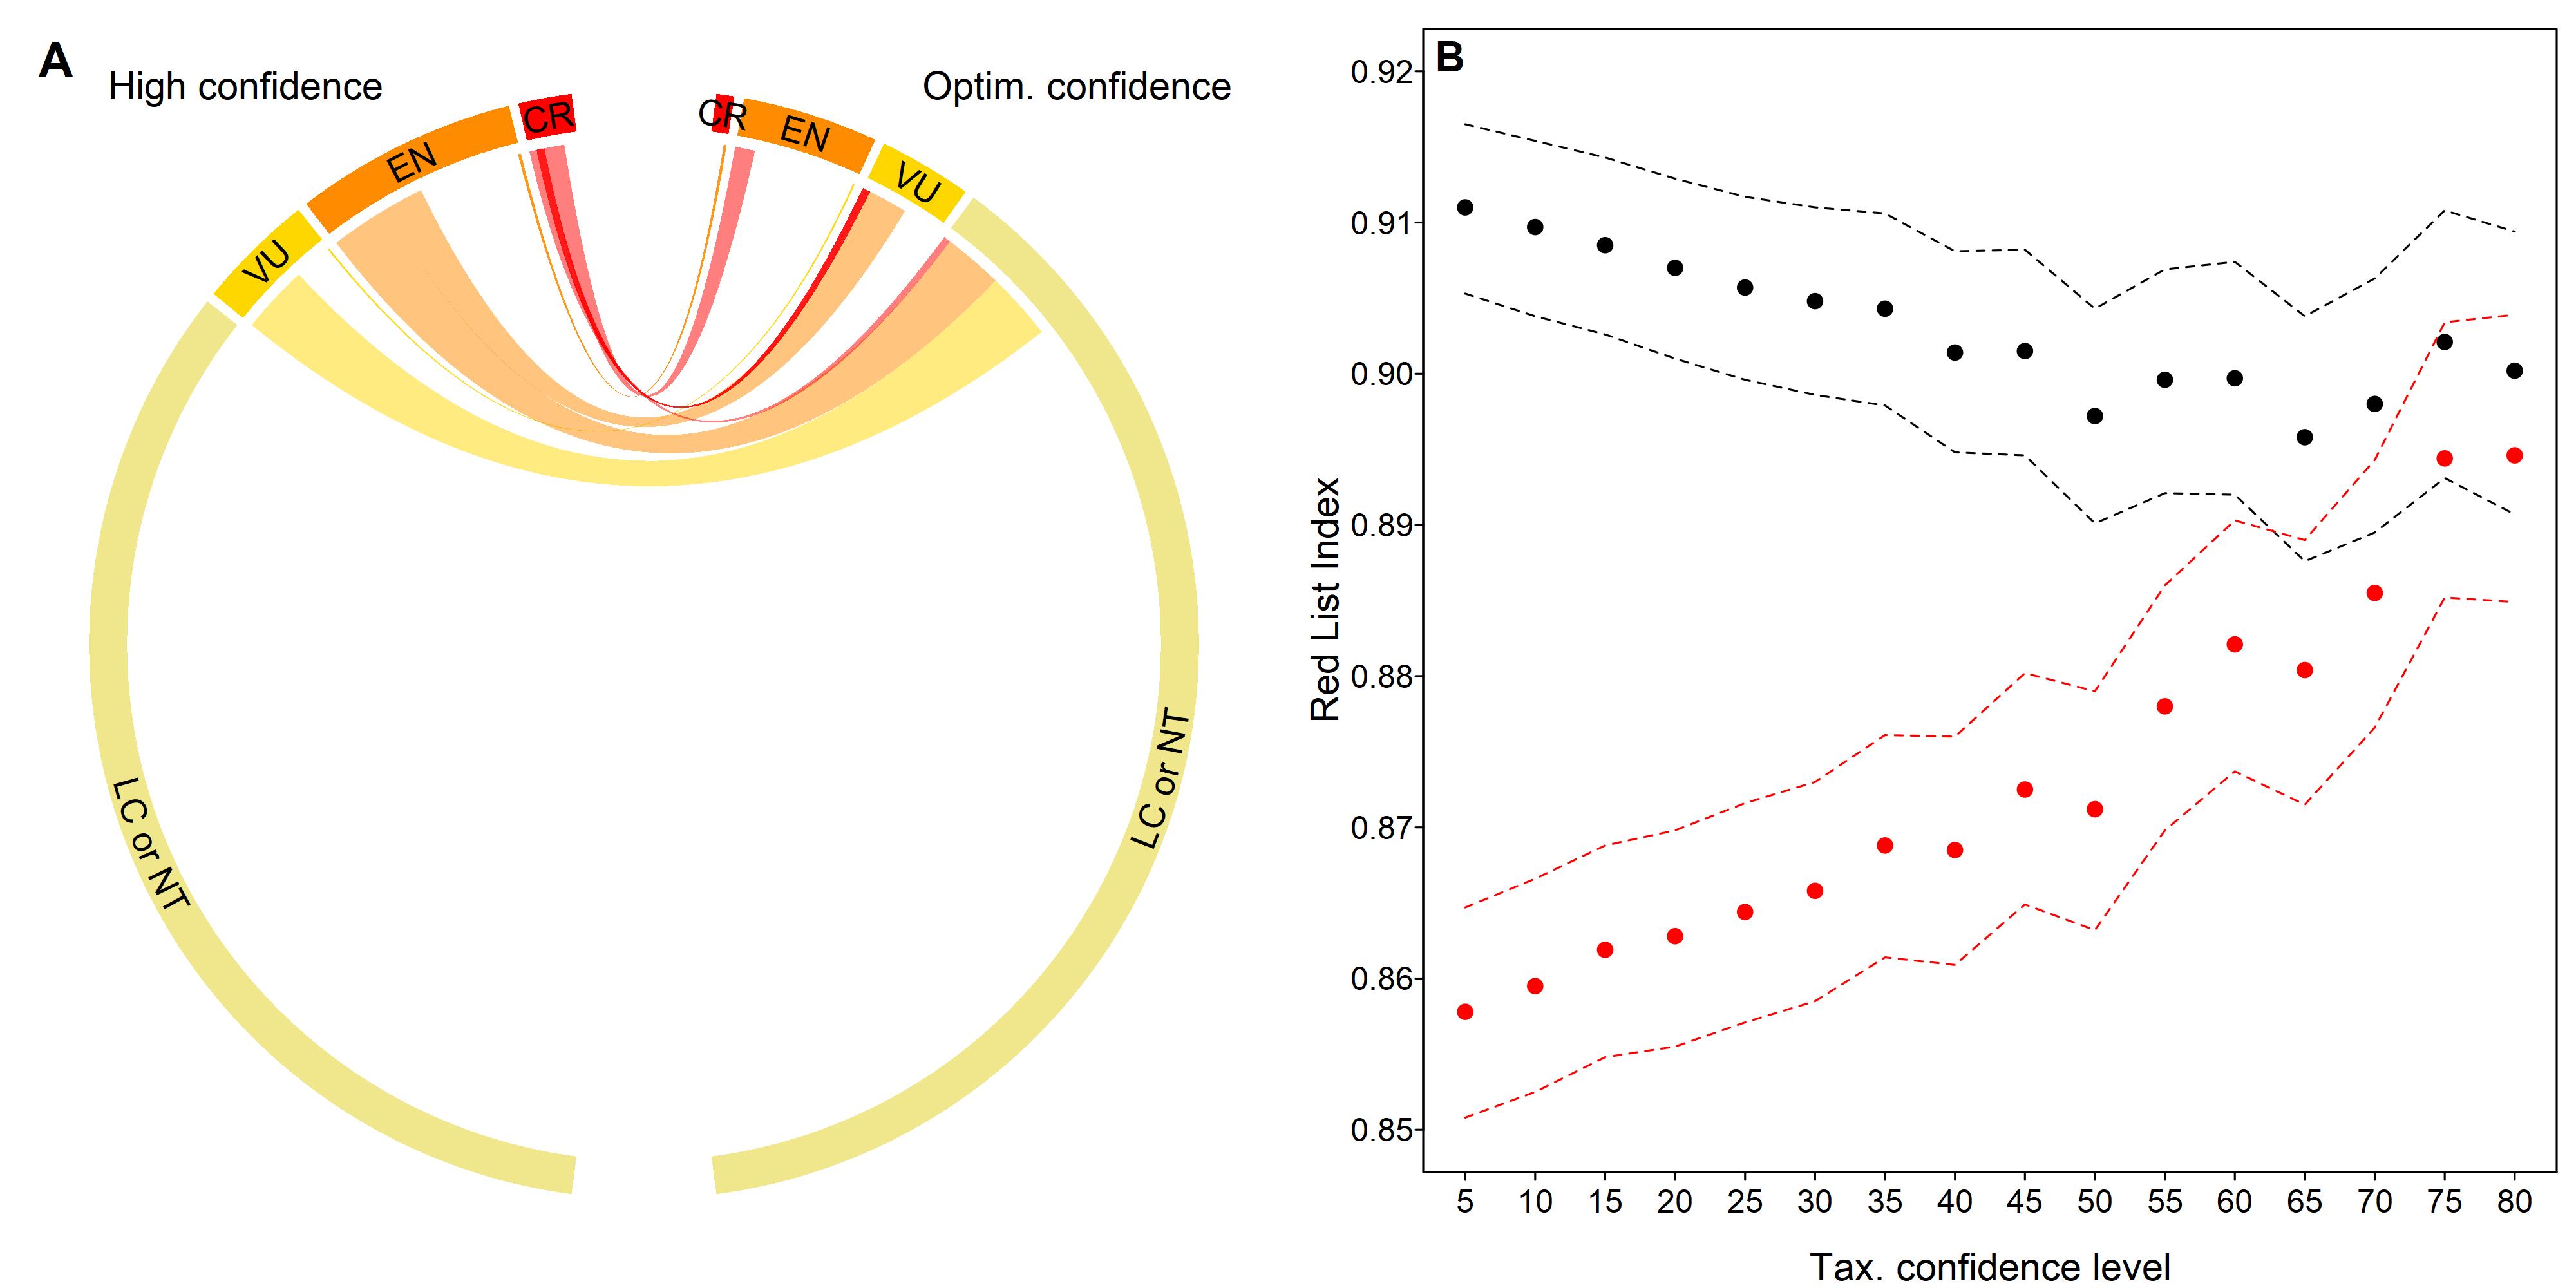 A
High confidence
Optim. confidence
CR
EN
VU
LC or NT
CR
EN
VU
LC or NT
B
Red List Index
0.92
0.91
0.90
0.89
0.88
0.87
0.86
0.85
5 10 15 20 25 30 35 40 45 50 55 60 65 70 75 80
Tax. confidence level